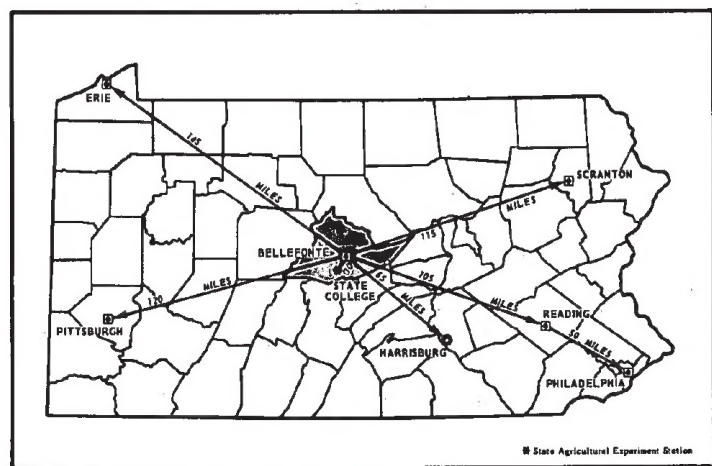 ERIE
145 MILES
SCRANTON
115 MILES
BELLEFONTE
STATE
COLLEGE
120 MILES
65 MILES
105 MILES
READING
50 MILES
PITTSBURGH
HARRISBURG
PHILADELPHIA
State Agricultural Experiment Station